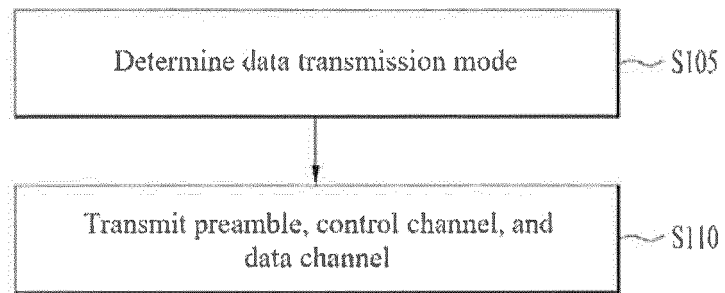 Determine data transmission mode
S105
Transmit preamble, control channel, and
data channel
S110